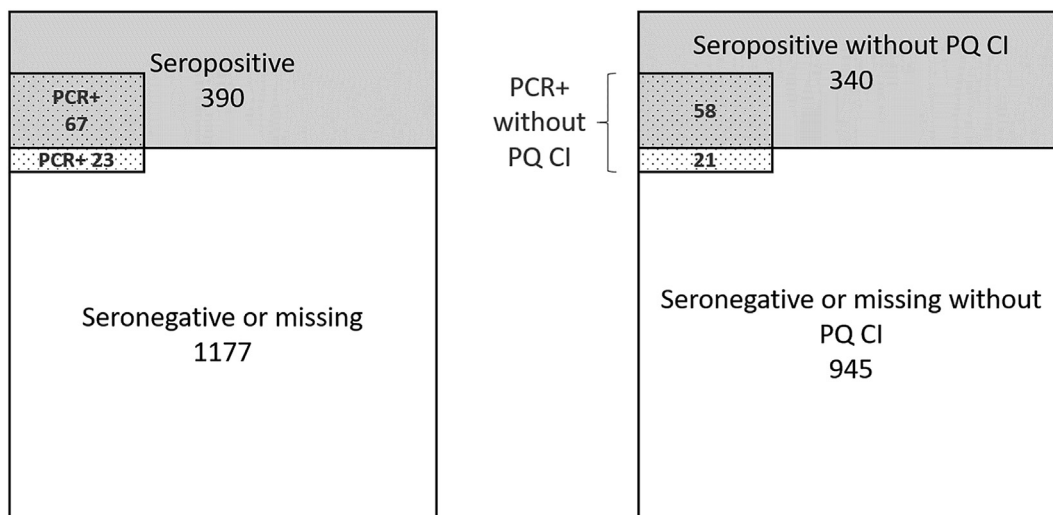 Seropositive
390
PCR+
67
PCR+ 23
Seronegative or missing
1177
PCR+
without
PQ CI
Seropositive without PQ CI
340
58
21
Seronegative or missing without
PQ CI
945